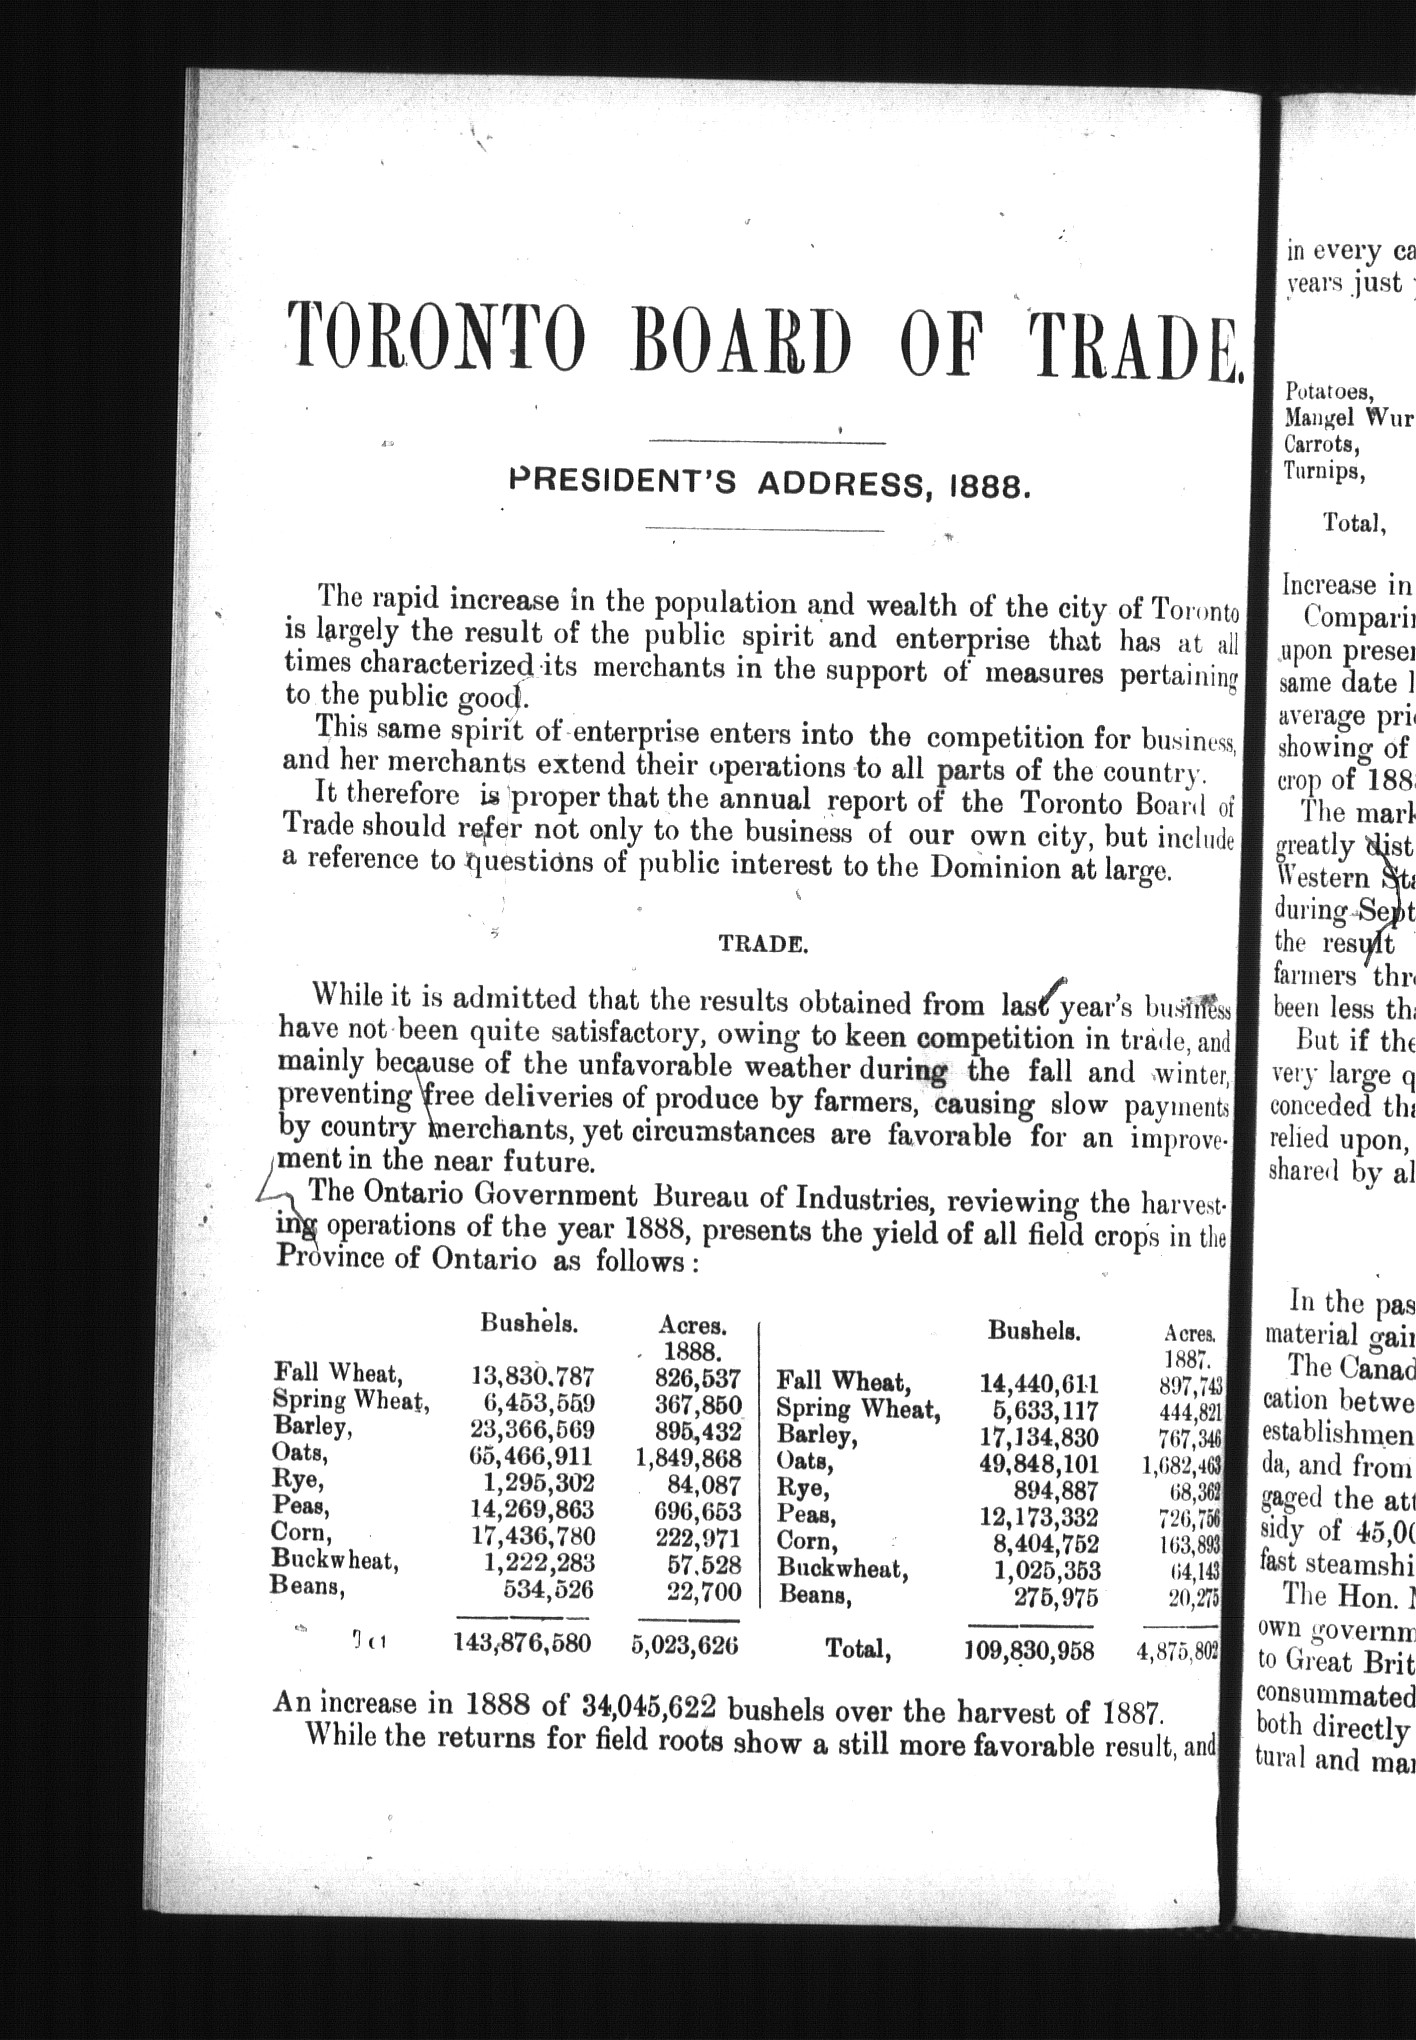 TORONTO BOARD OF TRADE.
PRESIDENT'S ADDRESS, 1888.
The rapid increase in the population and wealth of the city of Toronto
is largely the result of the public spirit and enterprise that has at all
times characterized its merchants in the support of measures pertaining
to the public good.
This same spirit of enterprise enters into the competition for business,
and her merchants extend their operations to all parts of the country.
It therefore is proper that the annual report of the Toronto Board of
Trade should refer not only to the business of our own city, but include
a reference to questions of public interest to the Dominion at large.
TRADE.
While it is admitted that the results obtained from last year's business
have not been quite satisfactory, owing to keen competition in trade, and
mainly because of the unfavorable weather during the fall and winter,
preventing free deliveries of produce by farmers, causing slow payments
by country merchants, yet circumstances are favorable for an improve-
ment in the near future.
The Ontario Government Bureau of Industries, reviewing the harvest-
ing operations of the year 1888, presents the yield of all field crops in the
Province of Ontario as follows:
Bushels. Acres. Bushels. Acres.
1888. 1887.
Fall Wheat, 13,830,787 826,537 Fall Wheat, 14,440,611 897,743
Spring Wheat, 6,453,559 367,850 Spring Wheat, 5,633,117 444,821
Barley, 23,366,569 895,432 Barley, 17,134,830 767,346
Oats, 65,466,911 1,849,868 Oats, 49,848,101 1,682,463
Rye, 1,295,302 84,087 Rye, 894,887 68,362
Peas, 14,269,863 696,653 Peas, 12,173,332 726,756
Corn, 17,436,780 222,971 Corn, 8,404,752 163,893
Buckwheat, 1,222,283 57,528 Buckwheat, 1,025,353 64,143
Beans, 534,526 22,700 Beans, 275,975 20,275
143,876,580 5,023,626 Total, 109,830,958 4,875,802
An increase in 1888 of 34,045,622 bushels over the harvest of 1887.
While the returns for field roots show a still more favorable result, and
in every ca
years just
Potatoes,
Mangel Wur
Carrots,
Turnips,
Total,
Increase in
Comparin
upon presen
same date l
average pri
showing of
crop of 188
The mark
greatly dist
Western Sta
during Sept
the result
farmers thr
been less tha
But if the
very large q
conceded tha
relied upon,
shared by al
In the pas
material gain
The Canad
cation betwe
establishmen
da, and from
gaged the att
sidy of 45,00
fast steamshi
The Hon.
own governm
to Great Brit
consummated
both directly
tural and man